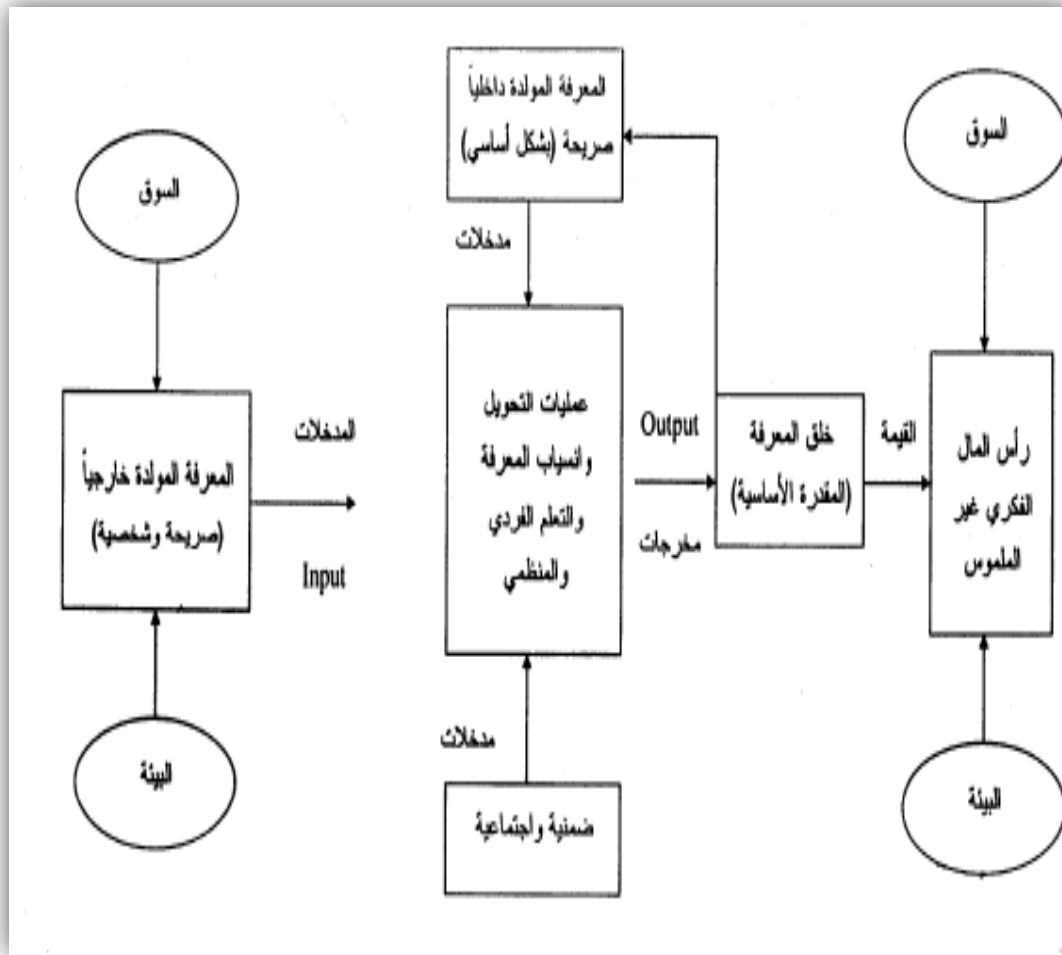 السوق
المعرفة المولدة خارجياً
(صريحة وشخصية)
البيئة
المدخلات
Input
المعرفة المولدة داخلياً
صريحة (بشكل أساسي)
مدخلات
عمليات التحويل
وانسياب المعرفة
والتعلم الفردي
والمنظمي
مدخلات
ضمنية واجتماعية
Output
مخرجات
خلق المعرفة
(المقدرة الأساسية)
القيمة
السوق
رأس المال
الفكري غير
الملموس
البيئة